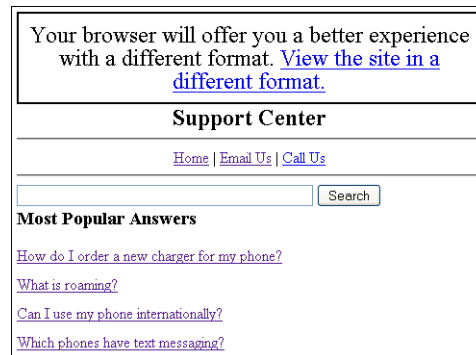 Your browser will offer you a better experience
with a different format. View the site in a
different format.
Support Center
Home | Email Us | Call Us
Search
Most Popular Answers
How do I order a new charger for my phone?
What is roaming?
Can I use my phone internationally?
Which phones have text messaging?